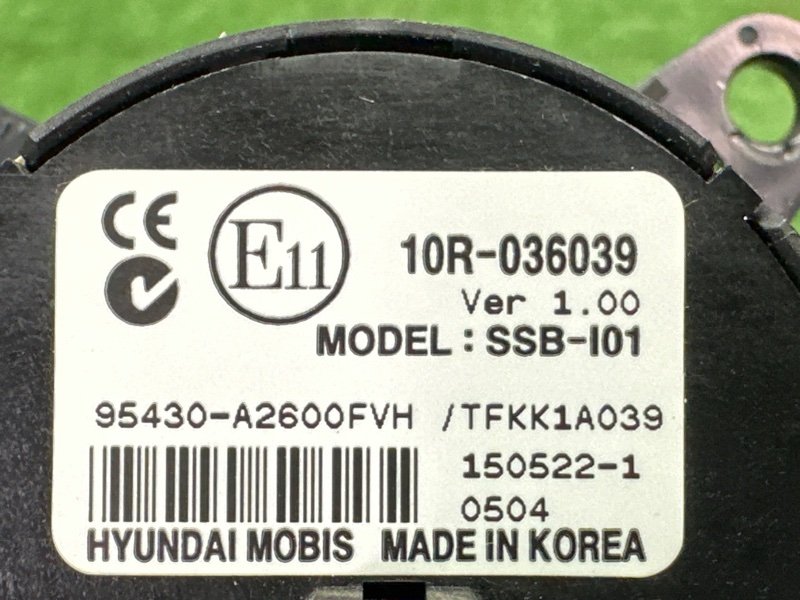 CE E11 10R-036039
Ver 1.00
MODEL : SSB-I01
95430-A2600FVH /TFKK1A039
150522-1
0504
HYUNDAI MOBIS MADE iN KOREA